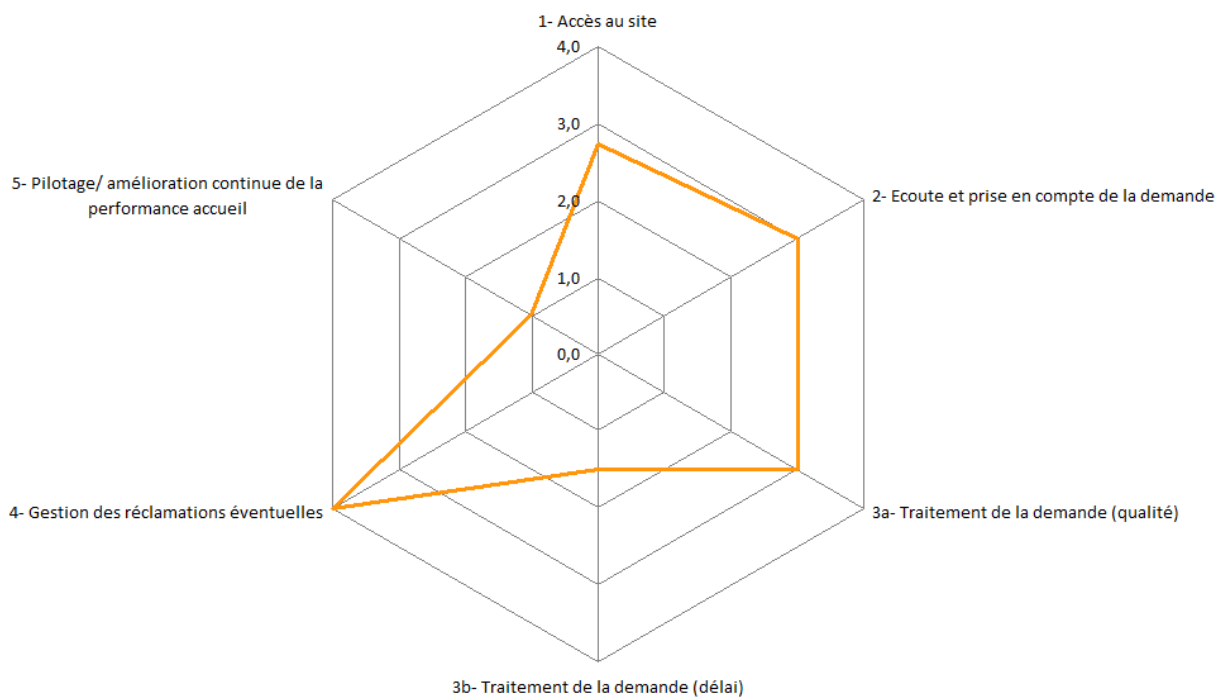 1- Accès au site
4,0
3,0
5- Pilotage/ amélioration continue de la
performance accueil
2- Ecoute et prise en compte de la demande
2,0
1,0
0,0
4- Gestion des réclamations éventuelles
3a- Traitement de la demande (qualité)
3b- Traitement de la demande (délai)